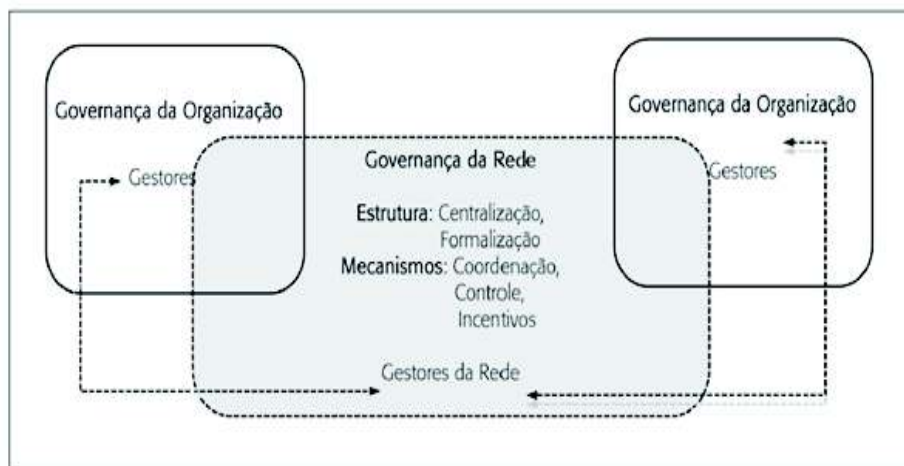 Governança da Organização
Gestores
Governança da Rede
Estrutura: Centralização,
Formalização
Mecanismos: Coordenação,
Controle,
Incentivos
Gestores da Rede
Governança da Organização
Gestores